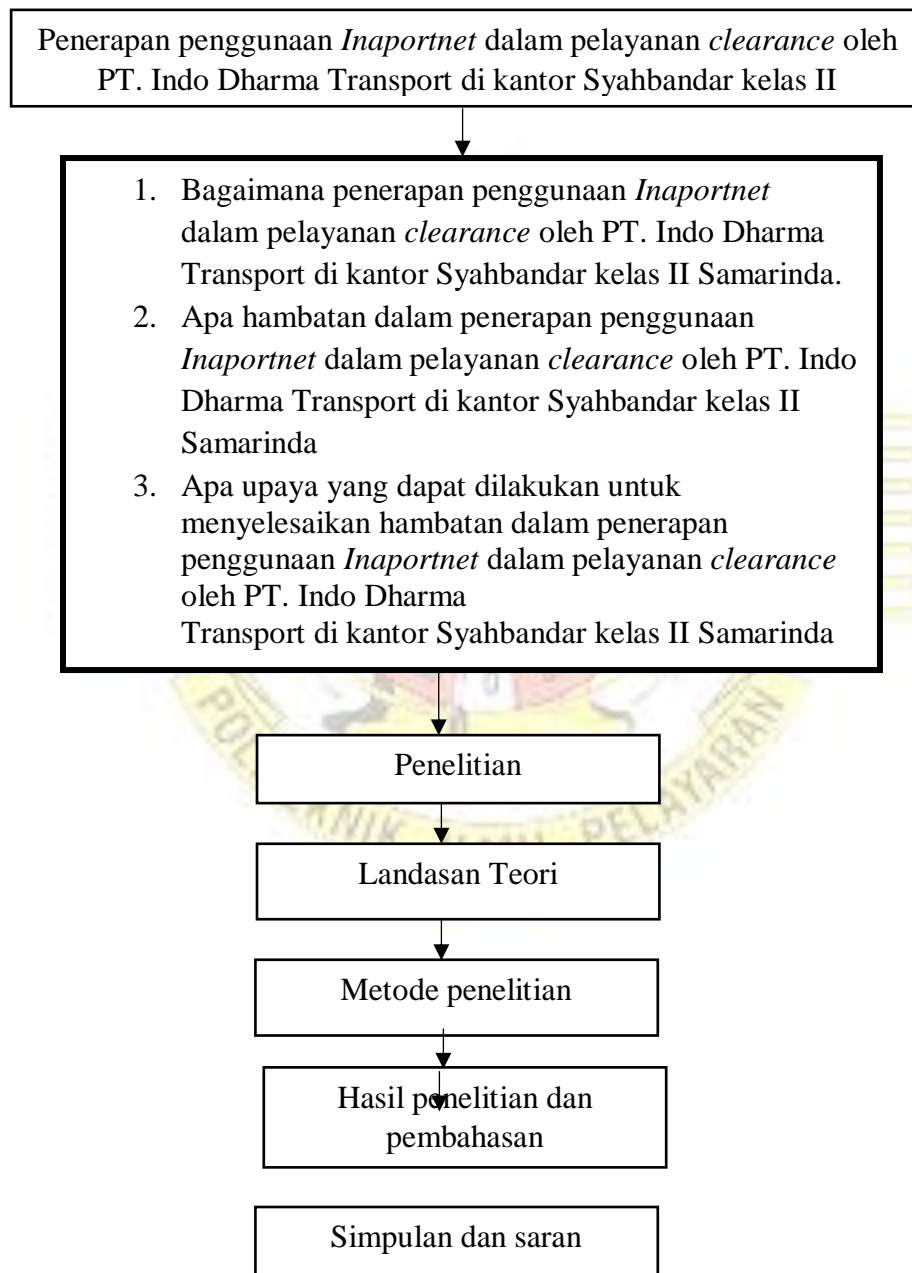 Penerapan penggunaan Inaportnet dalam pelayanan clearance oleh
PT. Indo Dharma Transport di kantor Syahbandar kelas II
1. Bagaimana penerapan penggunaan Inaportnet
dalam pelayanan clearance oleh PT. Indo Dharma
Transport di kantor Syahbandar kelas II Samarinda.
2. Apa hambatan dalam penerapan penggunaan
Inaportnet dalam pelayanan clearance oleh PT. Indo
Dharma Transport di kantor Syahbandar kelas II
Samarinda
3. Apa upaya yang dapat dilakukan untuk
menyelesaikan hambatan dalam penerapan
penggunaan Inaportnet dalam pelayanan clearance
oleh PT. Indo Dharma
Transport di kantor Syahbandar kelas II Samarinda
Penelitian
Landasan Teori
Metode penelitian
Hasil penelitian dan
pembahasan
Simpulan dan saran
PELAYARAN